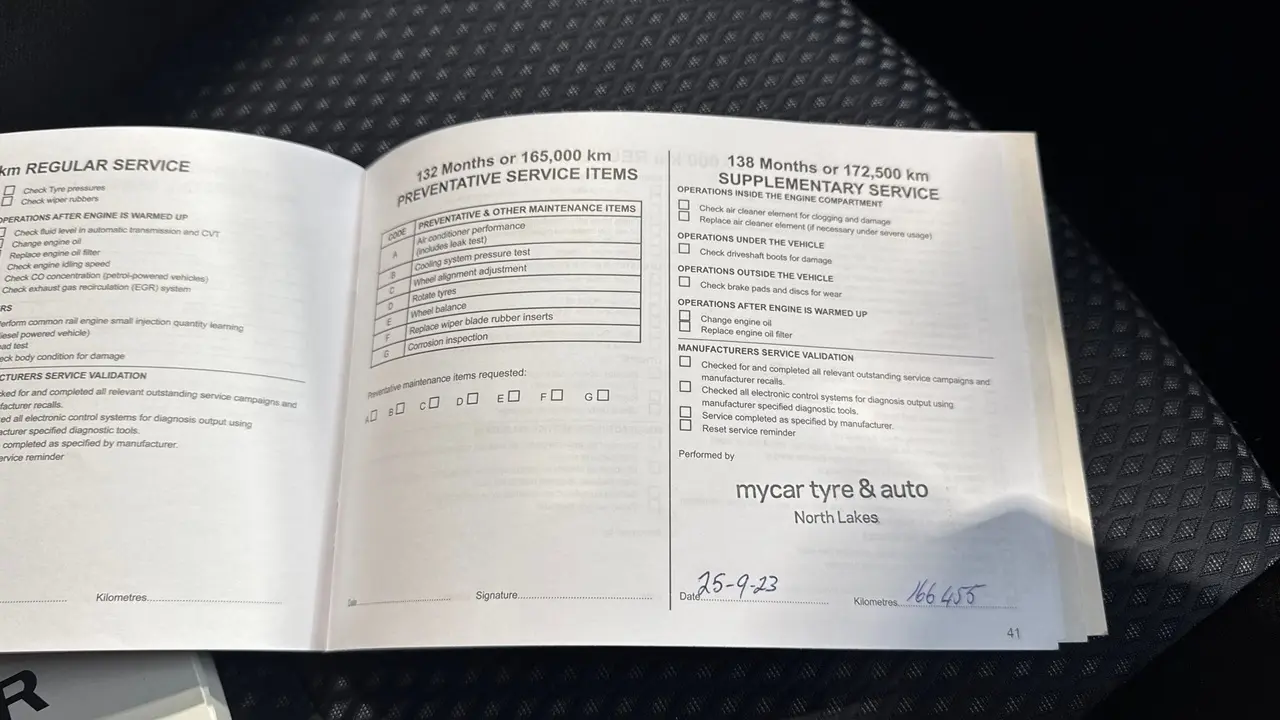 km REGULAR SERVICE
Check Tyre pressures
Check wiper rubbers
OPERATIONS AFTER ENGINE IS WARMED UP
Check fluid level in automatic transmission and CVT
Change engine oil
Replace engine oil filter
Check engine idling speed
Check CO concentration (petrol-powered vehicles)
Check exhaust gas recirculation (EGR) system
RS
erform common rail engine small injection quantity learning
iesel powered vehicle)
ad test
eck body condition for damage
CTURERS SERVICE VALIDATION
cked for and completed all relevant outstanding service campaigns and
facturer recalls.
ed all electronic control systems for diagnosis output using
acturer specified diagnostic tools.
completed as specified by manufacturer.
ervice reminder
Kilometres
132 Months or 165,000 km
PREVENTATIVE SERVICE ITEMS
CODE PREVENTATIVE & OTHER MAINTENANCE ITEMS
A Air conditioner performance
(includes leak test)
B Cooling system pressure test
C Wheel alignment adjustment
D Rotate tyres
E Wheel balance
F Replace wiper blade rubber inserts
G Corrosion inspection
Preventative maintenance items requested:
A B C D E F G
Date
Signature
138 Months or 172,500 km
SUPPLEMENTARY SERVICE
OPERATIONS INSIDE THE ENGINE COMPARTMENT
Check air cleaner element for clogging and damage
Replace air cleaner element (if necessary under severe usage)
OPERATIONS UNDER THE VEHICLE
Check driveshaft boots for damage
OPERATIONS OUTSIDE THE VEHICLE
Check brake pads and discs for wear
OPERATIONS AFTER ENGINE IS WARMED UP
Change engine oil
Replace engine oil filter
MANUFACTURERS SERVICE VALIDATION
Checked for and completed all relevant outstanding service campaigns and
manufacturer recalls.
Checked all electronic control systems for diagnosis output using
manufacturer specified diagnostic tools.
Service completed as specified by manufacturer.
Reset service reminder
Performed by
mycar tyre & auto
North Lakes
Date 25-9-23
Kilometres 166 455
41
R